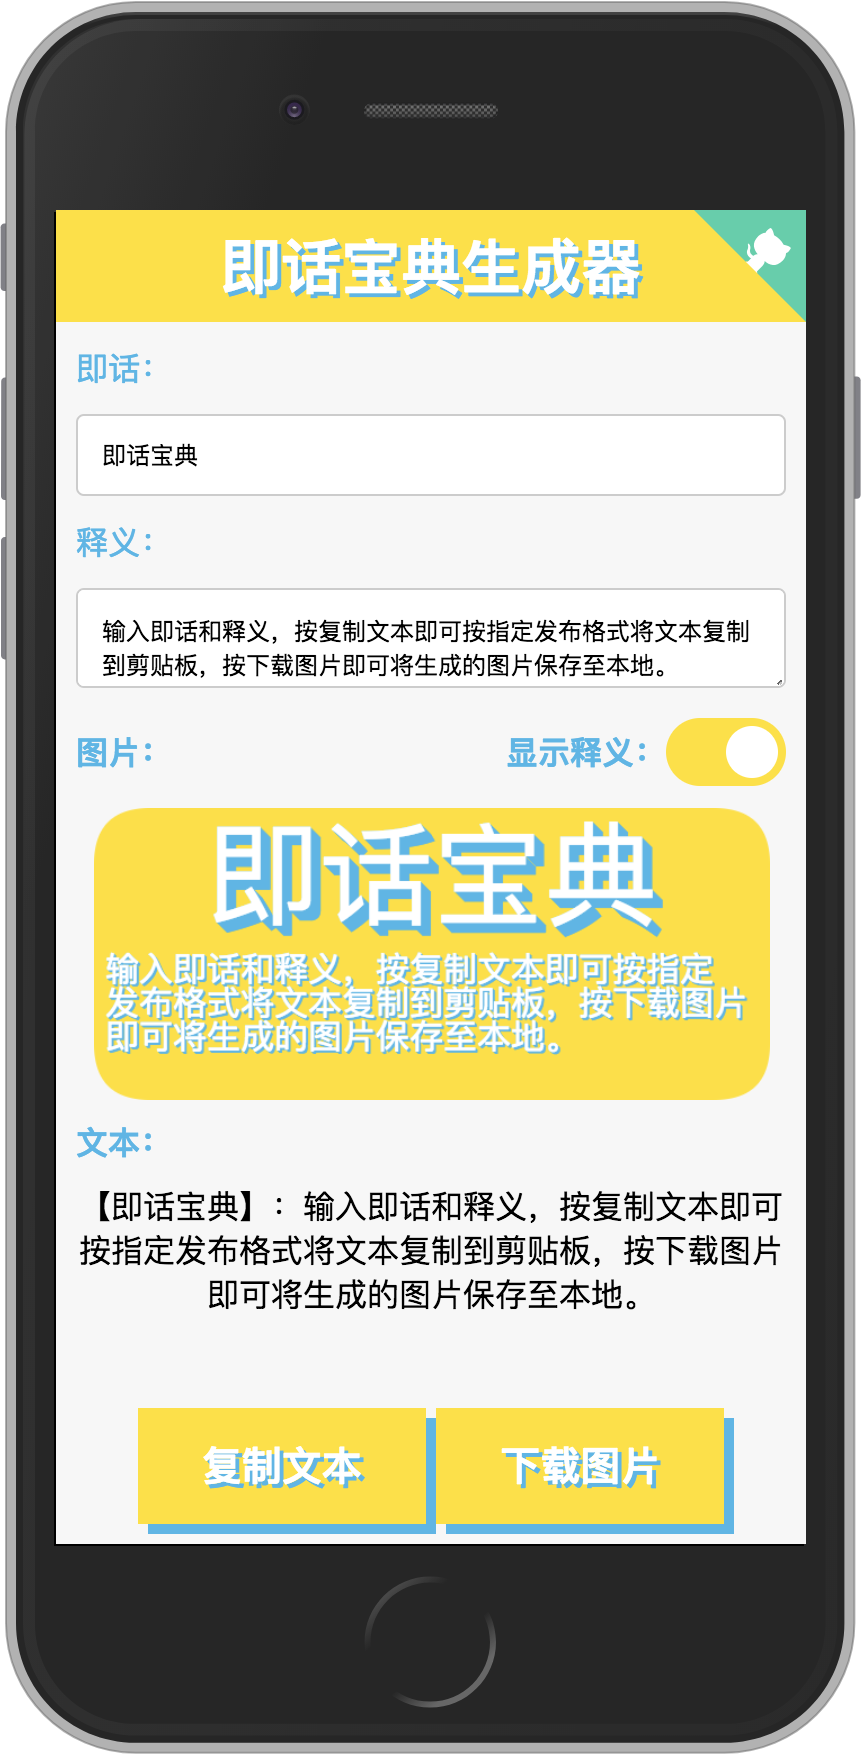 即话宝典生成器
即话：
即话宝典
释义：
输入即话和释义，按复制文本即可按指定发布格式将文本复制
到剪贴板，按下载图片即可将生成的图片保存至本地。
图片：
显示释义：
即话宝典
输入即话和释义，按复制文本即可按指定
发布格式将文本复制到剪贴板，按下载图片
即可将生成的图片保存至本地。
文本：
【即话宝典】：输入即话和释义，按复制文本即可
按指定发布格式将文本复制到剪贴板，按下载图片
即可将生成的图片保存至本地。
复制文本
下载图片